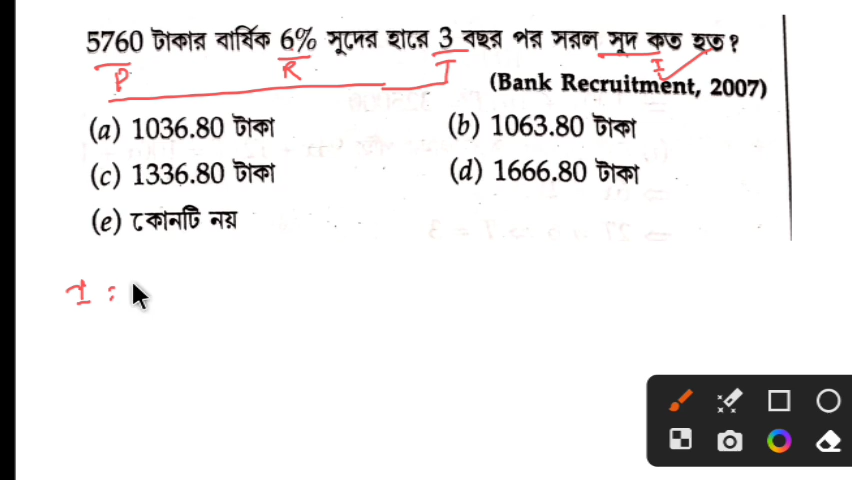 5760 টাকার বার্ষিক 6% সুদের হারে 3 বছর পর সরল সুদ কত হত?
P R T I
(Bank Recruitment, 2007)
(a) 1036.80 টাকা (b) 1063.80 টাকা
(c) 1336.80 টাকা (d) 1666.80 টাকা
(e) কোনটি নয়
I =